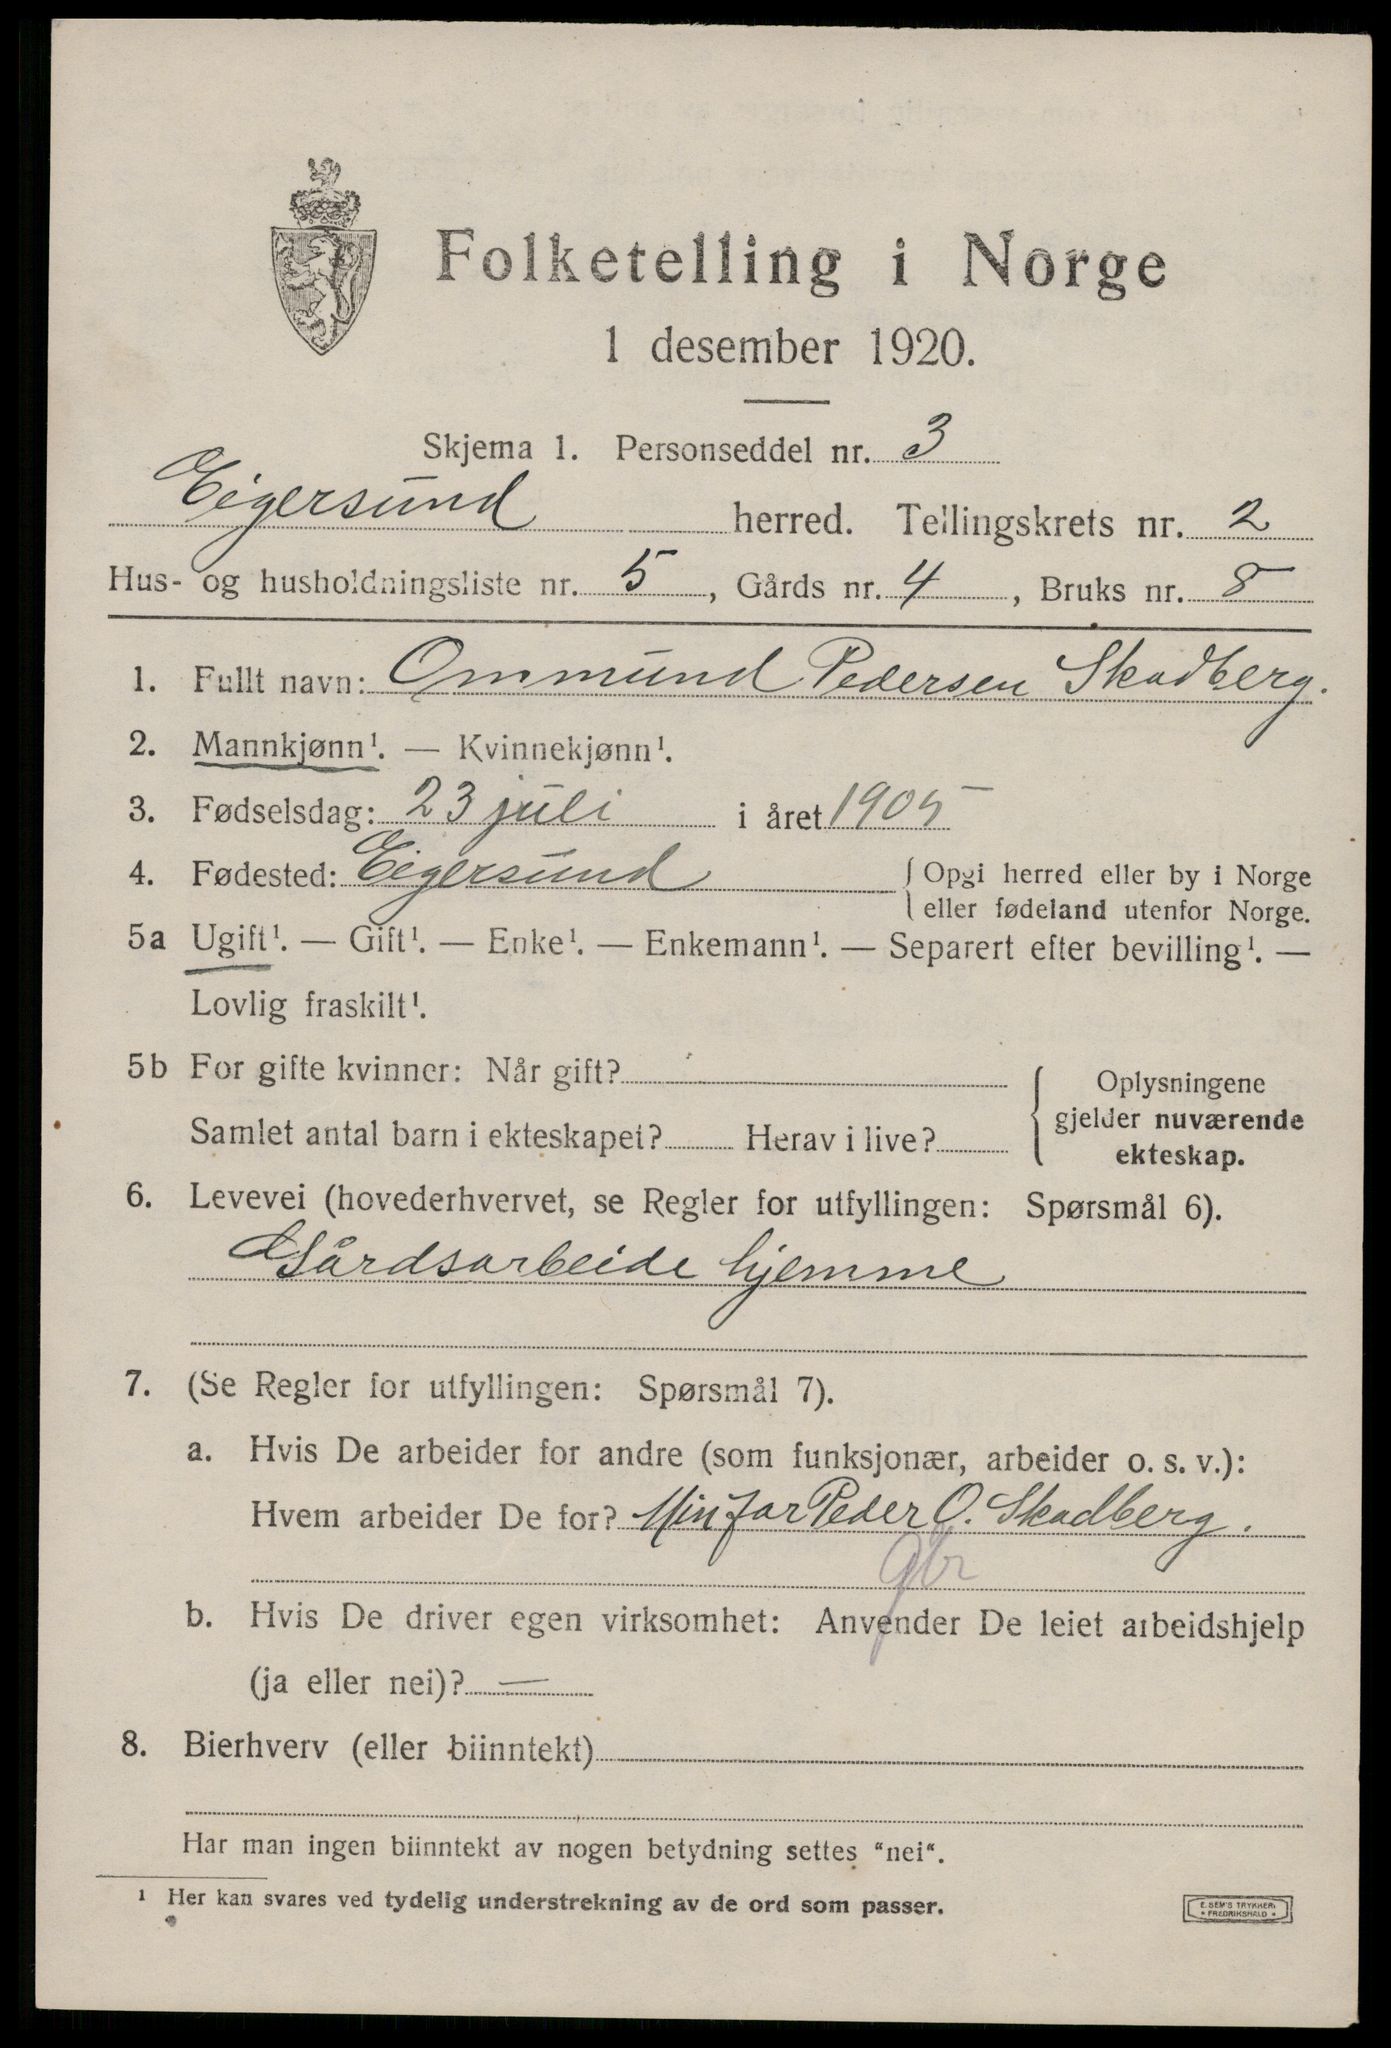 Folketelling i Norge
1 desember 1920.
Skjema 1. Personseddel nr. 3
Eigersund herred. Tellingskrets nr. 2
Hus- og husholdningsliste nr. 5, Gårds nr. 4, Bruks nr. 8
1. Fullt navn: Ommund Pedersen Skadberg.
2. Mannkjønn¹. — Kvinnekjønn¹.
3. Fødselsdag: 23 juli i året 1905
4. Fødested: Eigersund { Opgi herred eller by i Norge
eller fødeland utenfor Norge.
5a Ugift¹. — Gift¹. — Enke¹. — Enkemann¹. — Separert efter bevilling¹. —
Lovlig fraskilt¹.
5b For gifte kvinner: Når gift?
Samlet antal barn i ekteskapet? Herav i live?
{ Oplysningene
gjelder nuværende
ekteskap.
6. Levevei (hovederhvervet, se Regler for utfyllingen: Spørsmål 6).
Gårdsarbeide hjemme
7. (Se Regler for utfyllingen: Spørsmål 7).
a. Hvis De arbeider for andre (som funksjonær, arbeider o. s. v.):
Hvem arbeider De for? Min far Peder O. Skadberg.
gbr
b. Hvis De driver egen virksomhet: Anvender De leiet arbeidshjelp
(ja eller nei)? —
8. Bierhverv (eller biinntekt)
Har man ingen biinntekt av nogen betydning settes "nei".
¹ Her kan svares ved tydelig understrekning av de ord som passer.
E. SEM'S TRYKKERI
* FREDRIKSHALD *